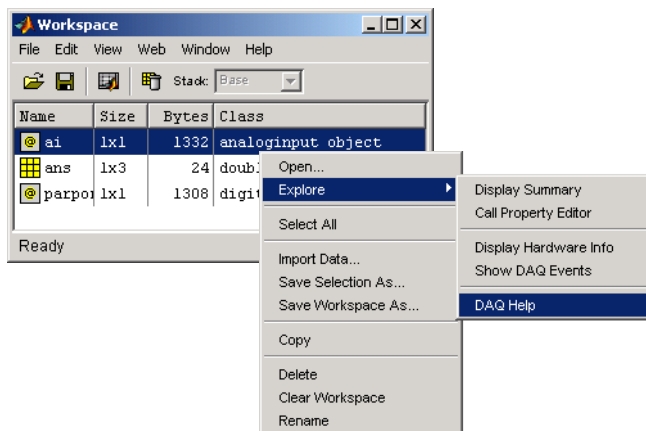 Workspace
File Edit View Web Window Help
Stack: Base
Name Size Bytes Class
ai 1x1 1332 analoginput object
ans 1x3 24 doubl
parpor 1x1 1308 digit
Ready
Open...
Explore
Select All
Import Data...
Save Selection As...
Save Workspace As...
Copy
Delete
Clear Workspace
Rename
Display Summary
Call Property Editor
Display Hardware Info
Show DAQ Events
DAQ Help